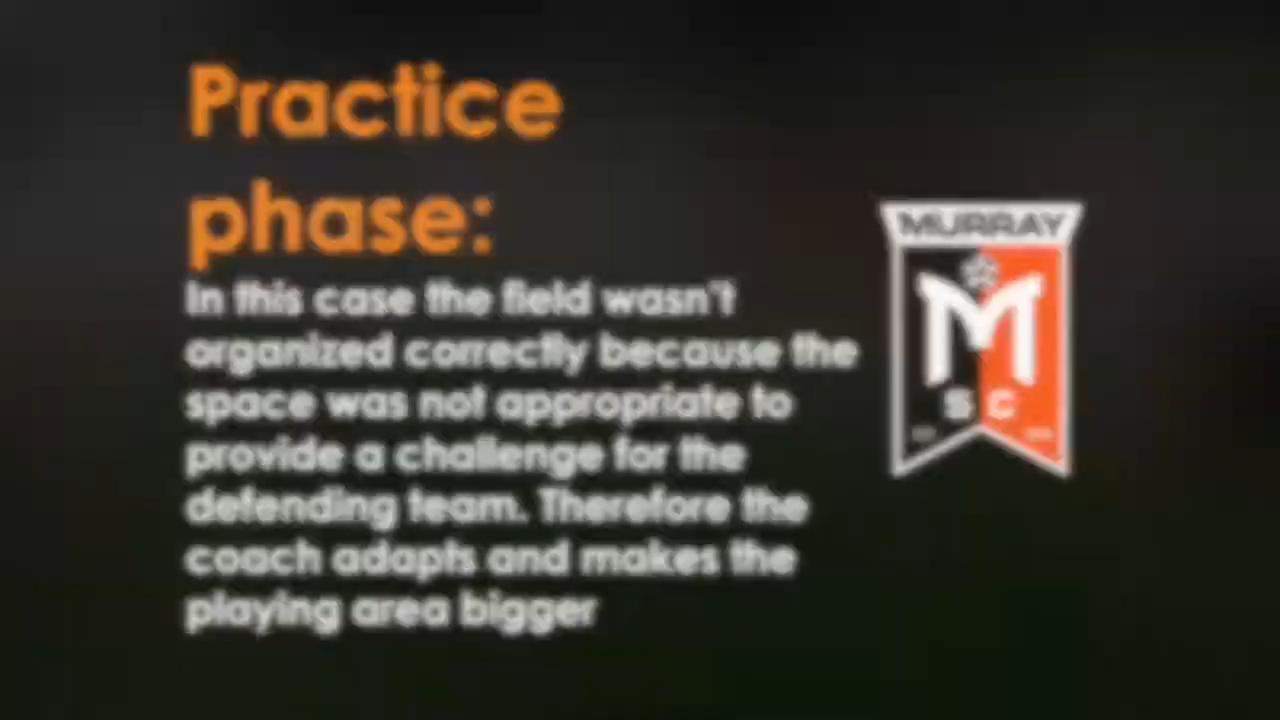 Practice
phase:
In this case the field wasn't
organized correctly because the
space was not appropriate to
provide a challenge for the
defending team. Therefore the
coach adapts and makes the
playing area bigger
MURRAY
M
S C